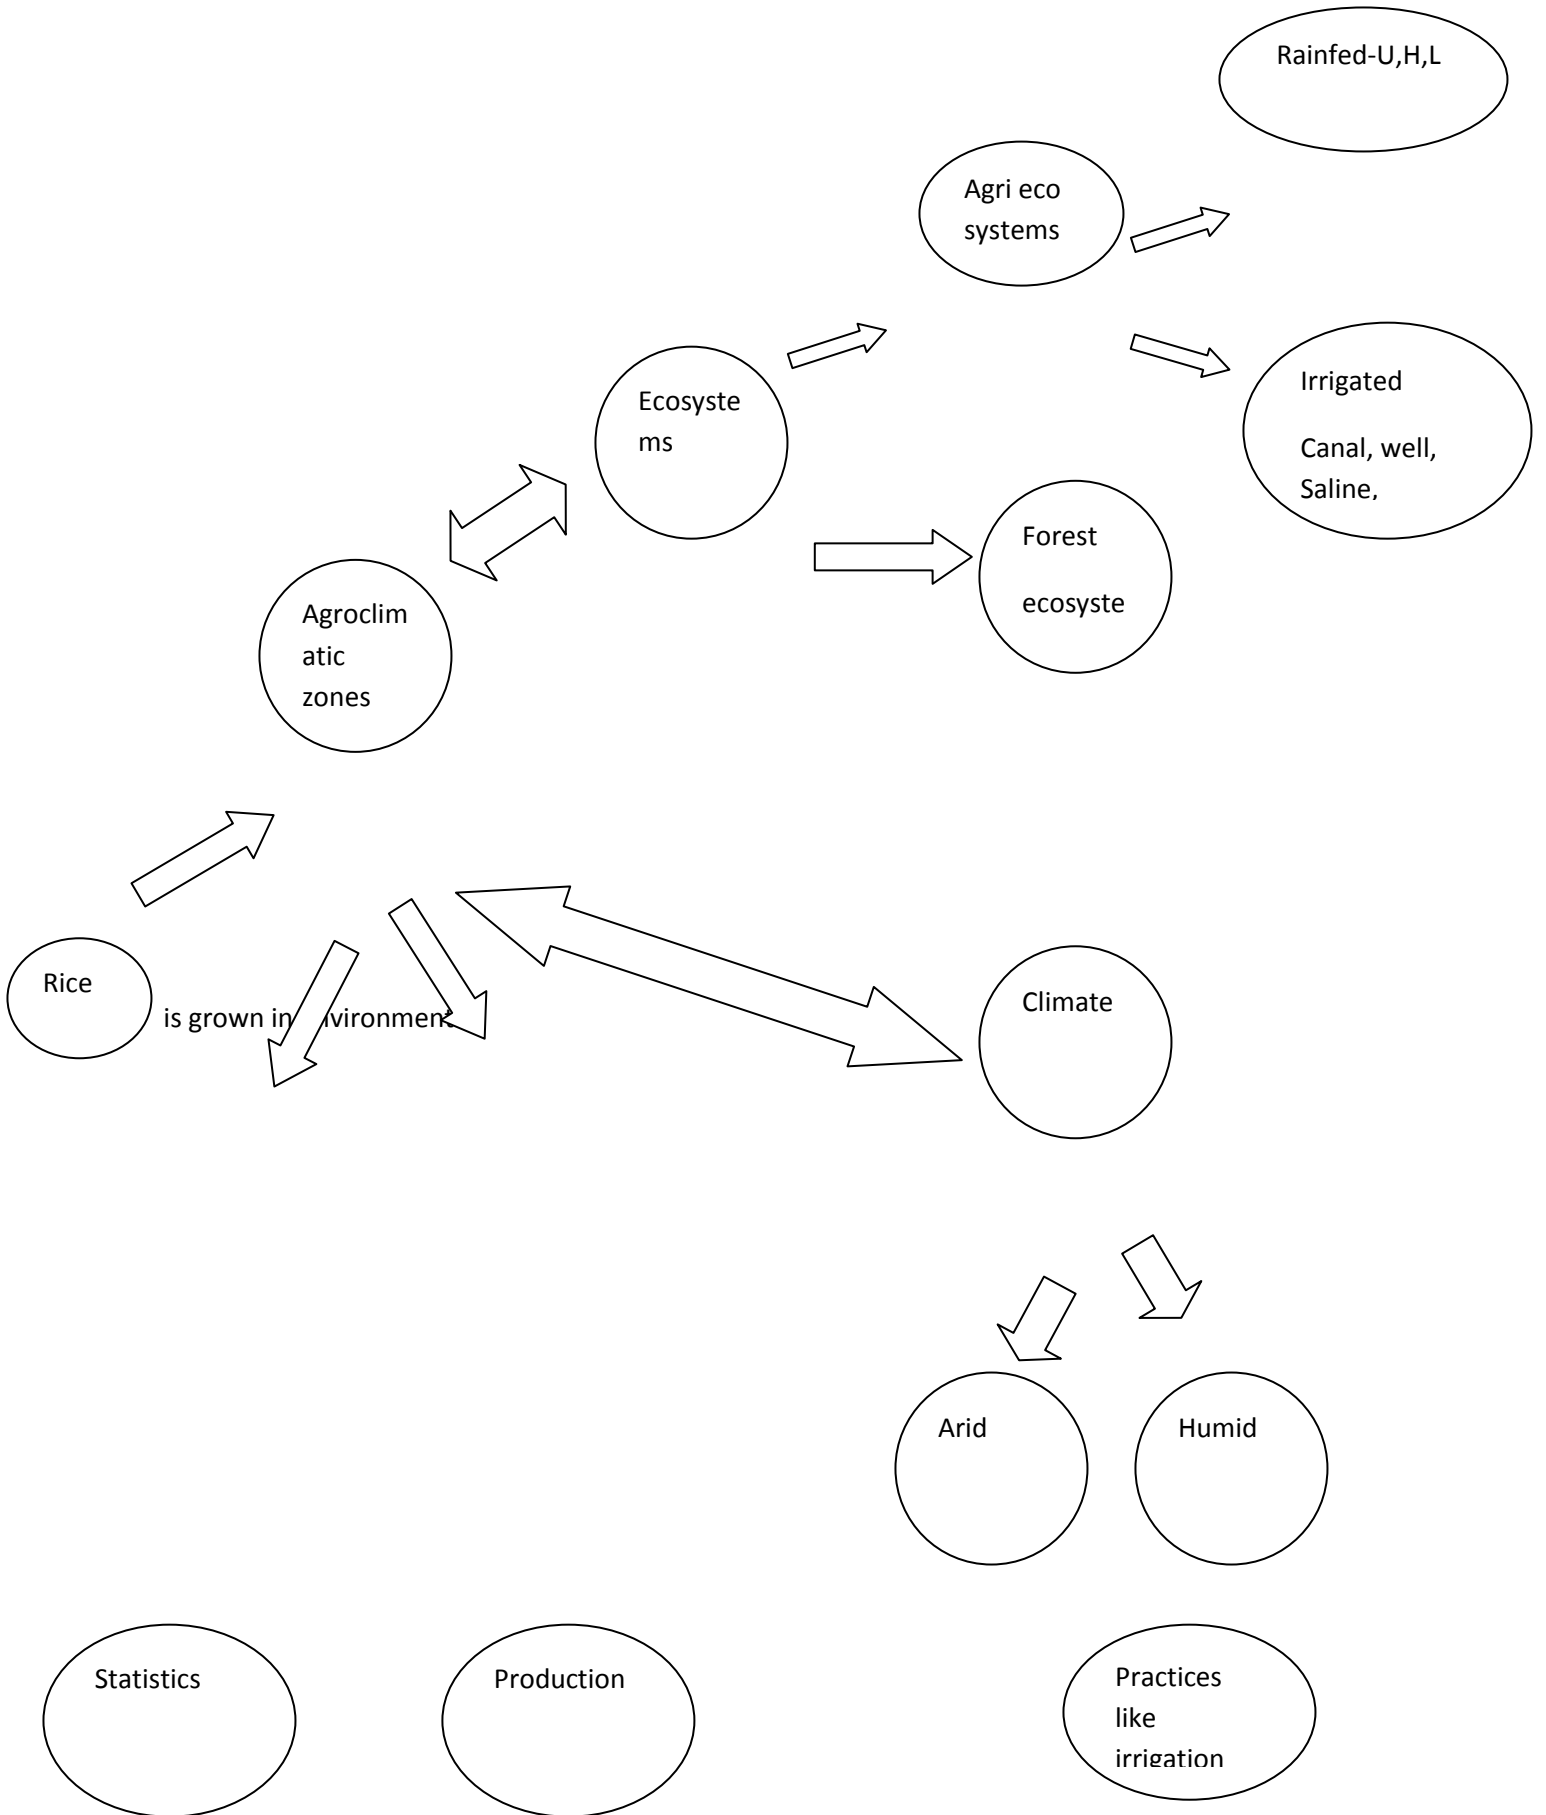 Rainfed-U,H,L
Agri eco
systems
Irrigated
Canal, well,
Saline,
Ecosyste
ms
Forest
ecosyste
Agroclim
atic
zones
Rice
is grown in environment
Climate
Arid
Humid
Statistics
Production
Practices
like
irrigation